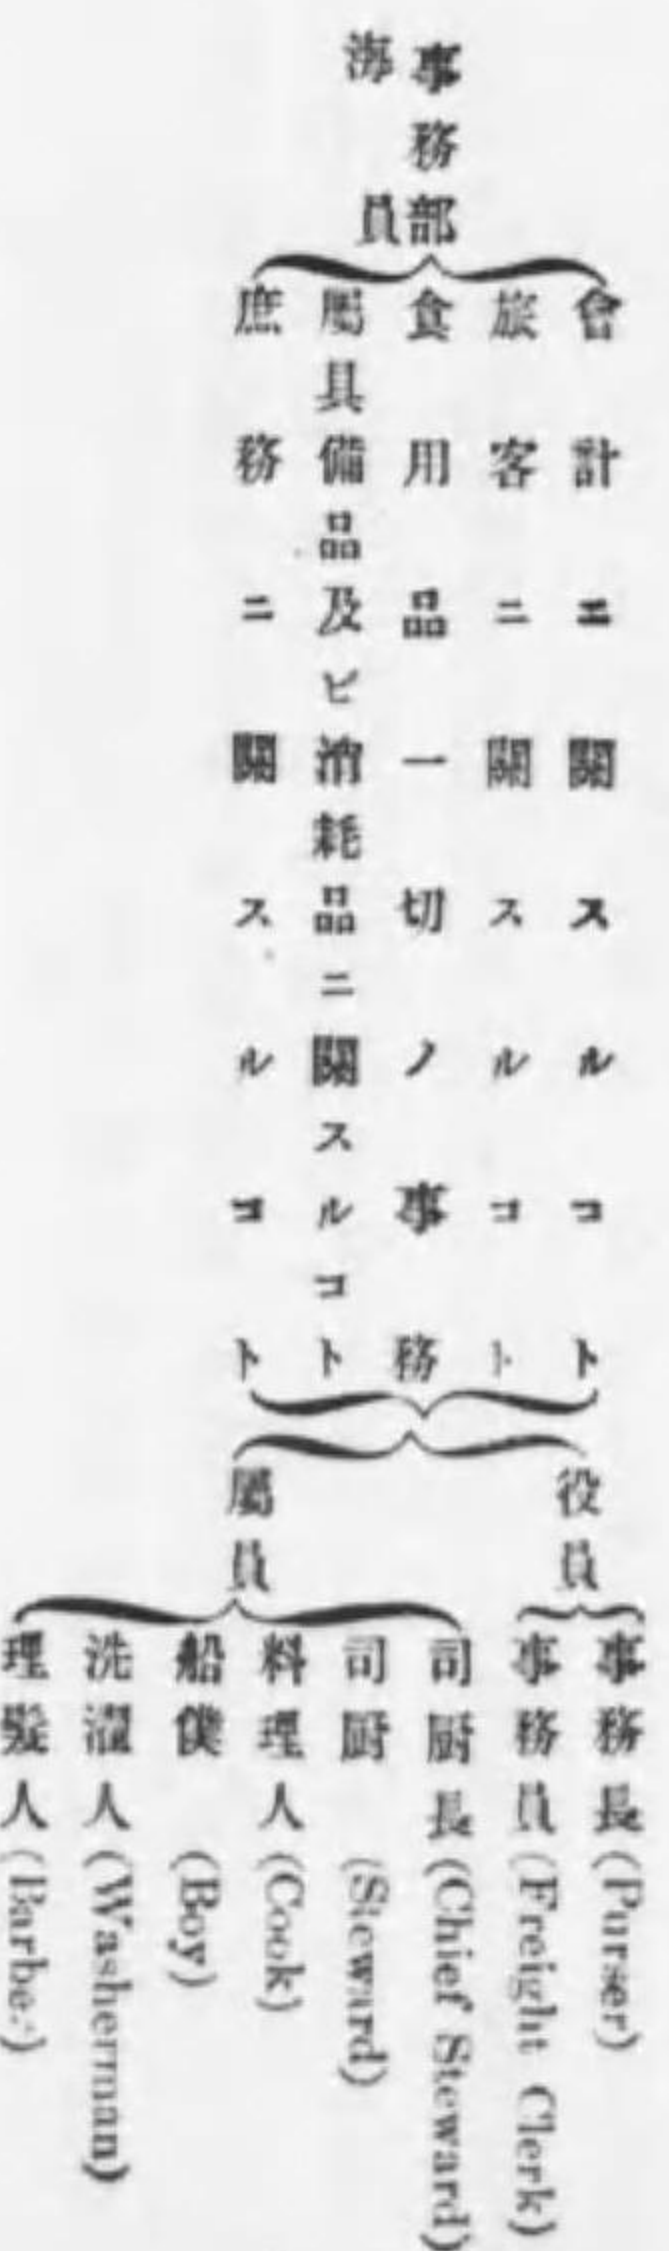 事務部
海員
會計ニ關スルコト
旅客ニ關スルコト
食用品一切ノ事務
屬具備品及ビ消耗品ニ關スルコト
庶務ニ關スルコト
役員
事務長 (Purser)
事務員 (Freight Clerk)
屬員
司厨長 (Chief Steward)
司厨 (Steward)
料理人 (Cook)
船僕 (Boy)
洗濯人 (Washerman)
理髮人 (Barber)